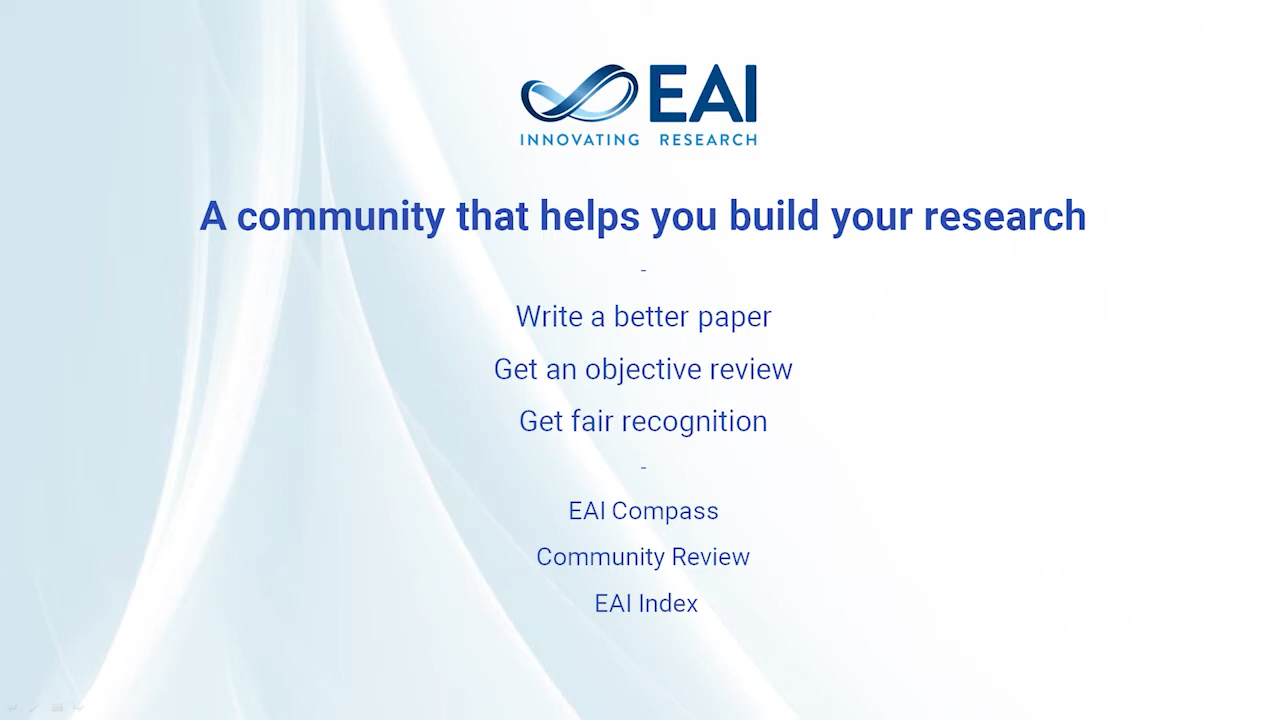 EAI
INNOVATING RESEARCH
A community that helps you build your research
-
Write a better paper
Get an objective review
Get fair recognition
-
EAI Compass
Community Review
EAI Index